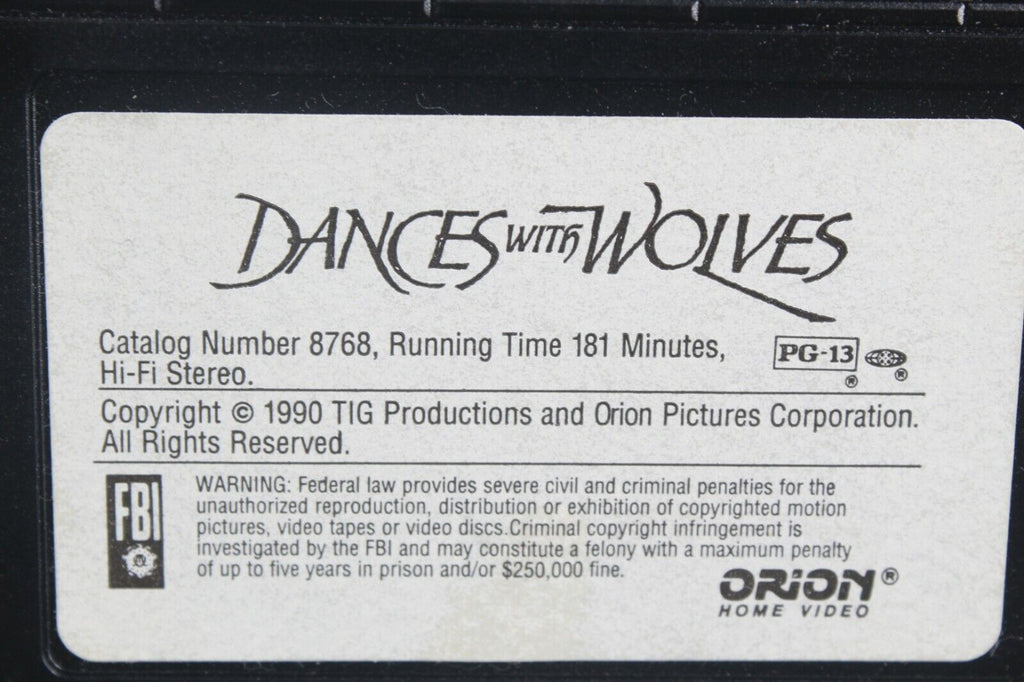 DANCES WITH WOLVES
Catalog Number 8768, Running Time 181 Minutes,
Hi-Fi Stereo.
PG-13
®
®
Copyright © 1990 TIG Productions and Orion Pictures Corporation.
All Rights Reserved.
FBI
WARNING: Federal law provides severe civil and criminal penalties for the
unauthorized reproduction, distribution or exhibition of copyrighted motion
pictures, video tapes or video discs.Criminal copyright infringement is
investigated by the FBI and may constitute a felony with a maximum penalty
of up to five years in prison and/or $250,000 fine.
ORION®
HOME VIDEO